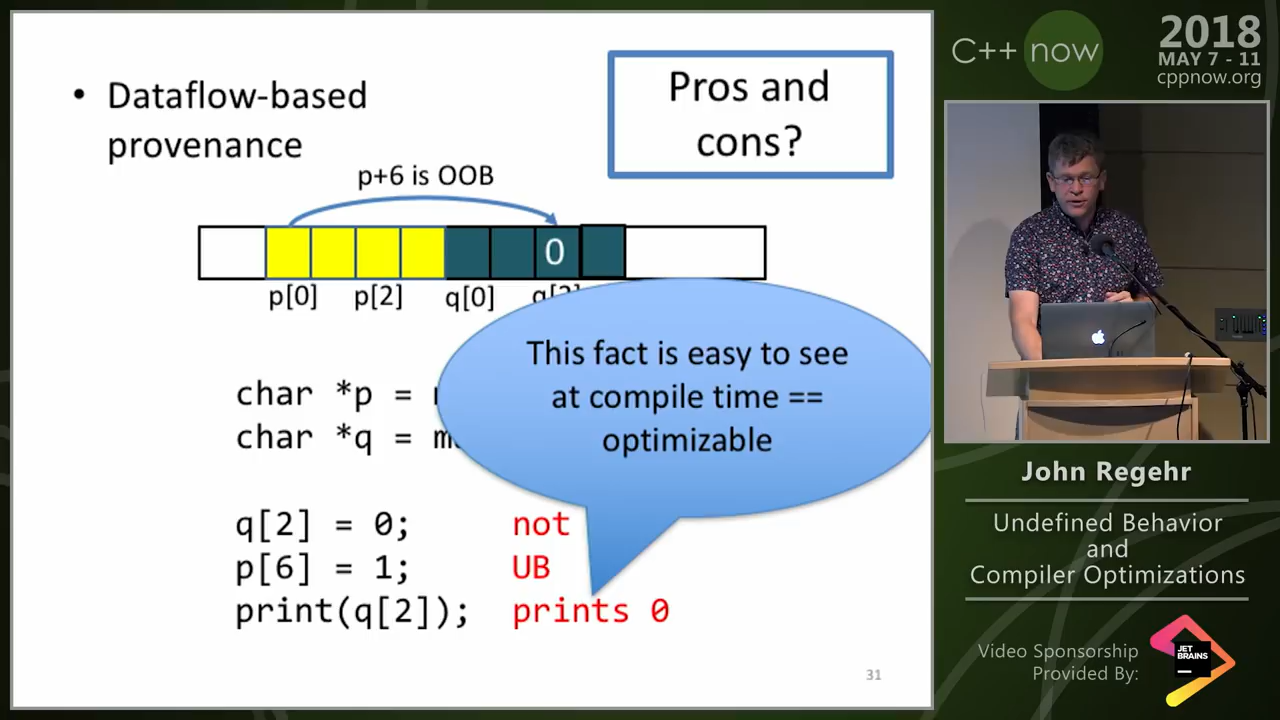 • Dataflow-based
provenance
Pros and
cons?
p+6 is OOB
0
p[0] p[2] q[0]
This fact is easy to see
at compile time ==
optimizable
char *p =
char *q =
q[2] = 0; not
p[6] = 1; UB
print(q[2]); prints 0
31
C++ now
2018
MAY 7 - 11
cppnow.org
John Regehr
Undefined Behavior
and
Compiler Optimizations
Video Sponsorship
Provided By:
JET
BRAINS